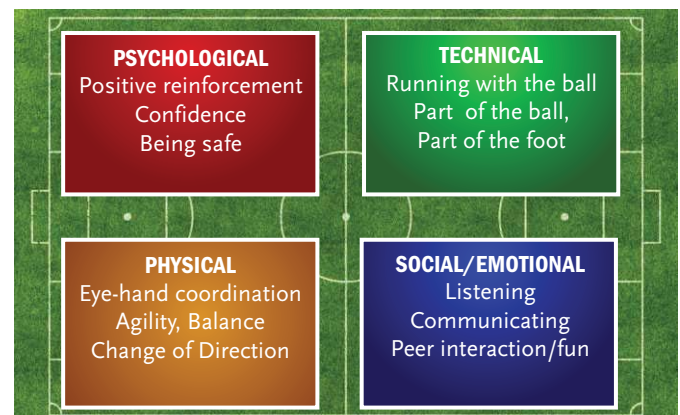 PSYCHOLOGICAL
Positive reinforcement
Confidence
Being safe
TECHNICAL
Running with the ball
Part of the ball,
Part of the foot
PHYSICAL
Eye-hand coordination
Agility, Balance
Change of Direction
SOCIAL/EMOTIONAL
Listening
Communicating
Peer interaction/fun